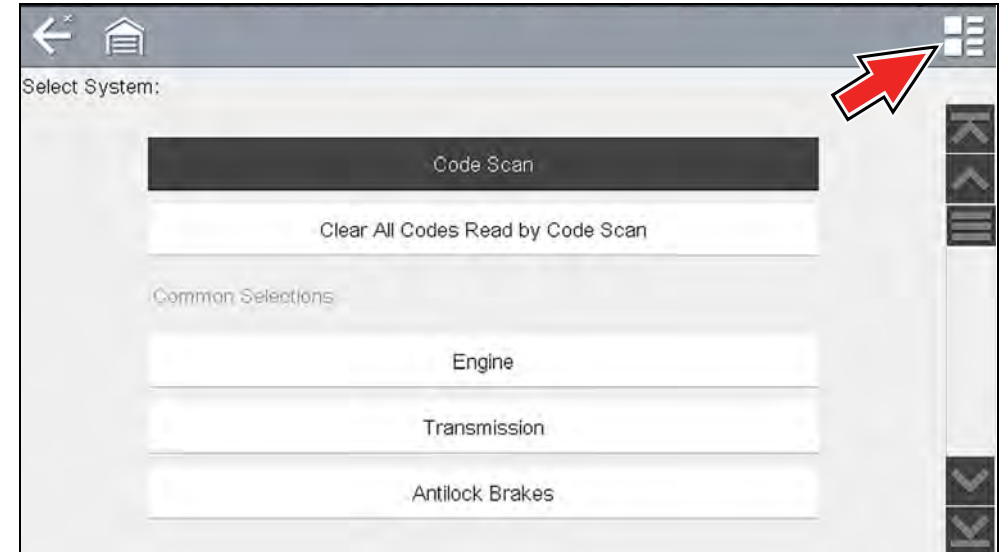 Select System:
Code Scan
Clear All Codes Read by Code Scan
Common Selections
Engine
Transmission
Antilock Brakes